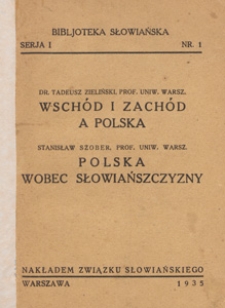 BIBLJOTEKA SŁOWIAŃSKA
SERJA I NR. 1
DR. TADEUSZ ZIELIŃSKI, PROF. UNIW. WARSZ.
WSCHÓD I ZACHÓD
A POLSKA
STANISŁAW SZOBER, PROF. UNIW. WARSZ.
POLSKA
WOBEC SŁOWIAŃSZCZYZNY
NAKŁADEM ZWIĄZKU SŁOWIAŃSKIEGO
WARSZAWA 1935